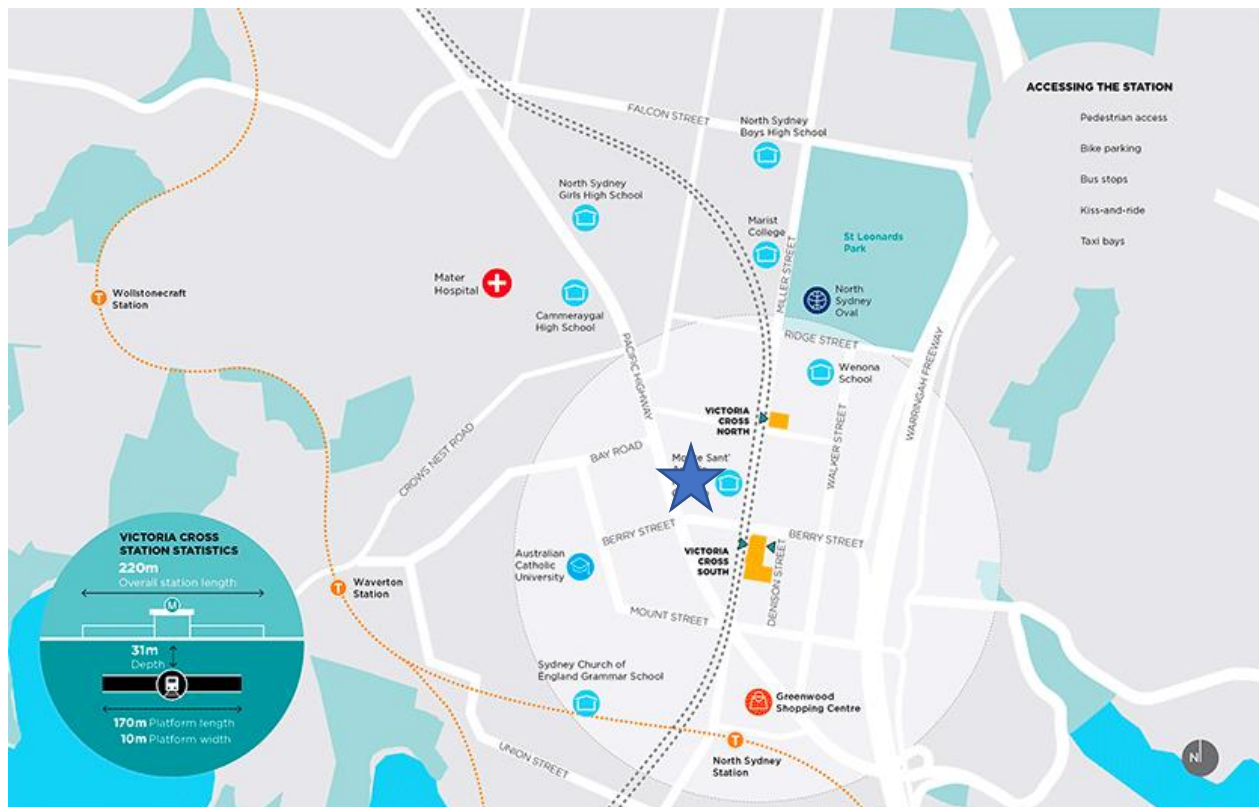 ACCESSING THE STATION
Pedestrian access
Bike parking
Bus stops
Kiss-and-ride
Taxi bays
FALCON STREET
North Sydney
Boys High School
North Sydney
Girls High School
Marist
College
St Leonards
Park
MILLER STREET
Mater
Hospital
Wollstonecraft
Station
Cammeraygal
High School
North
Sydney
Oval
RIDGE STREET
PACIFIC HIGHWAY
Wenona
School
WARRINGAH FREEWAY
VICTORIA
CROSS
NORTH
CROWS NEST ROAD
BAY ROAD
WALKER STREET
Sant'
BERRY STREET
BERRY STREET
VICTORIA
CROSS
SOUTH
Australian
Catholic
University
DENISON STREET
Waverton
Station
MOUNT STREET
VICTORIA CROSS
STATION STATISTICS
220m
Overall station length
M
31m
Depth
170m Platform length
10m Platform width
Sydney Church of
England Grammar School
Greenwood
Shopping Centre
UNION STREET
North Sydney
Station
T
T
T
N